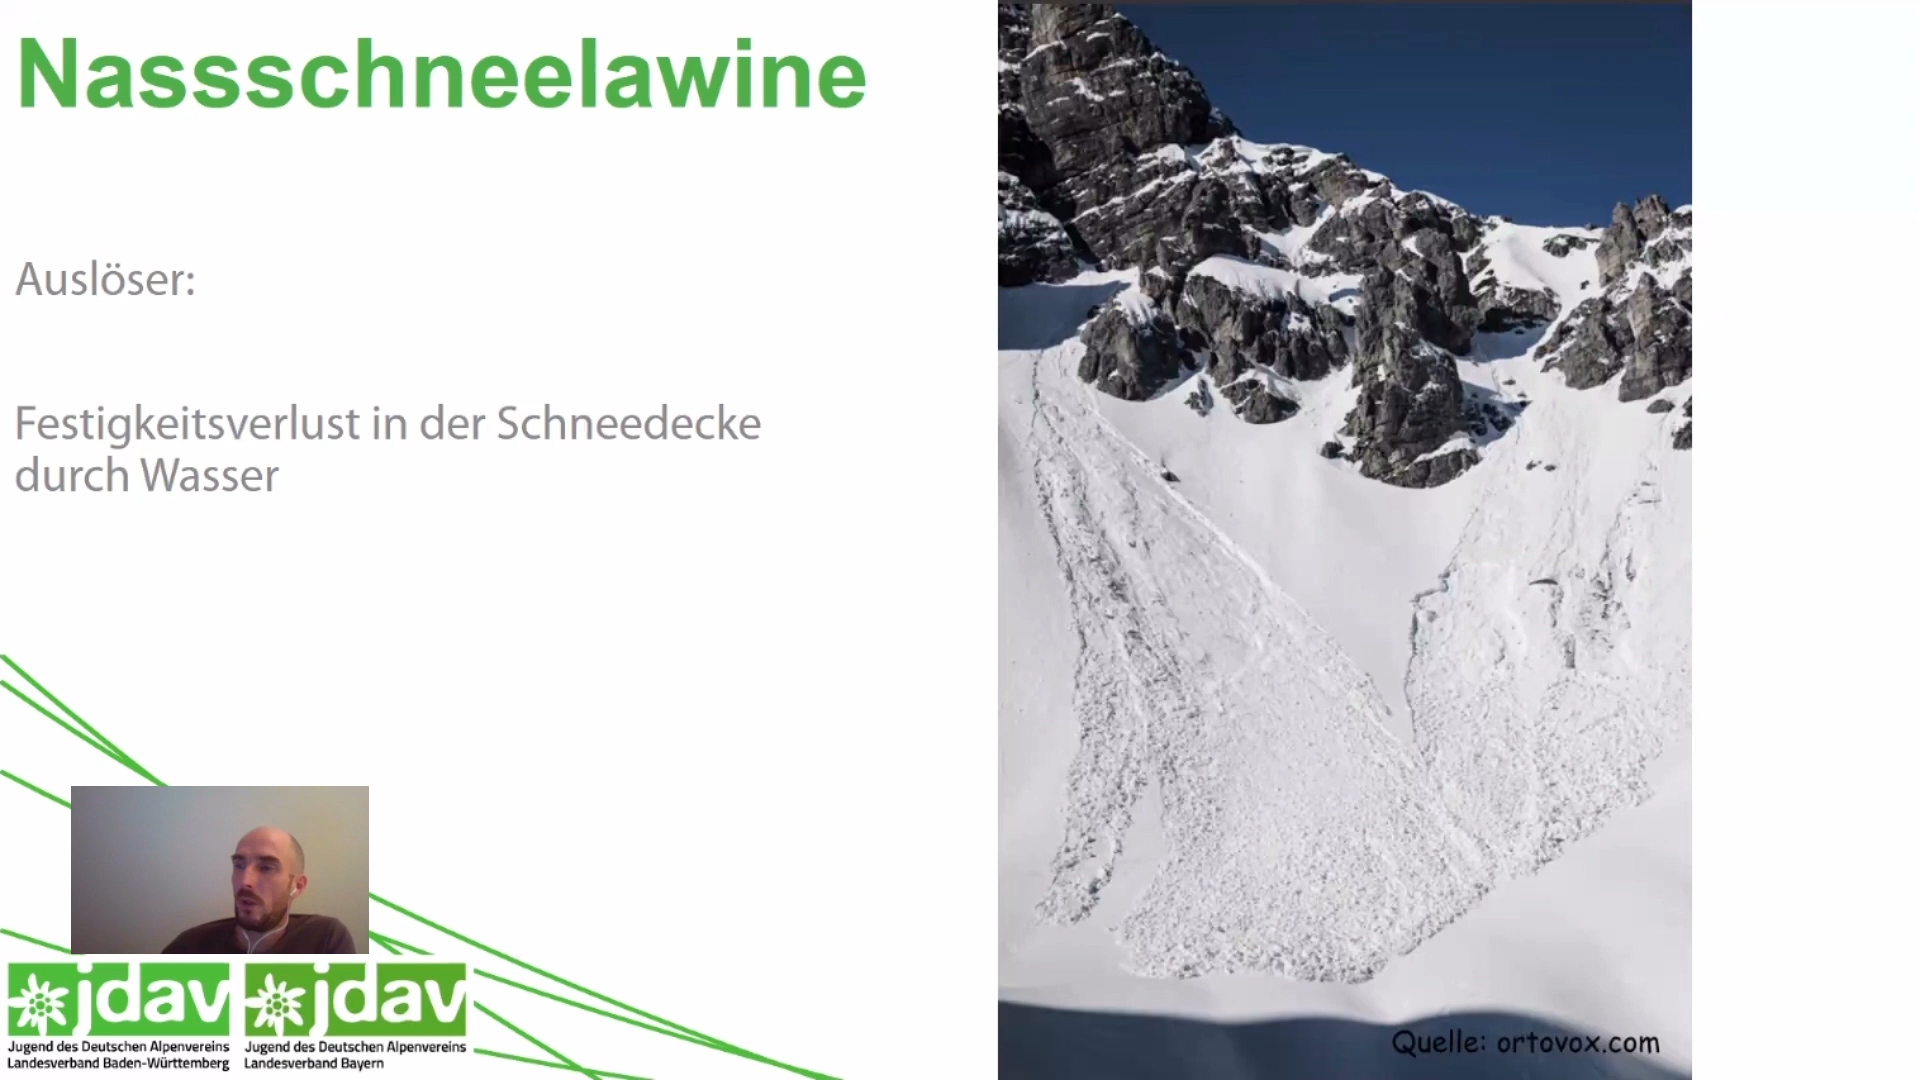 Nassschneelawine
Auslöser:
Festigkeitsverlust in der Schneedecke
durch Wasser
jdav
Jugend des Deutschen Alpenvereins
Landesverband Baden-Württemberg
jdav
Jugend des Deutschen Alpenvereins
Landesverband Bayern
Quelle: ortovox.com